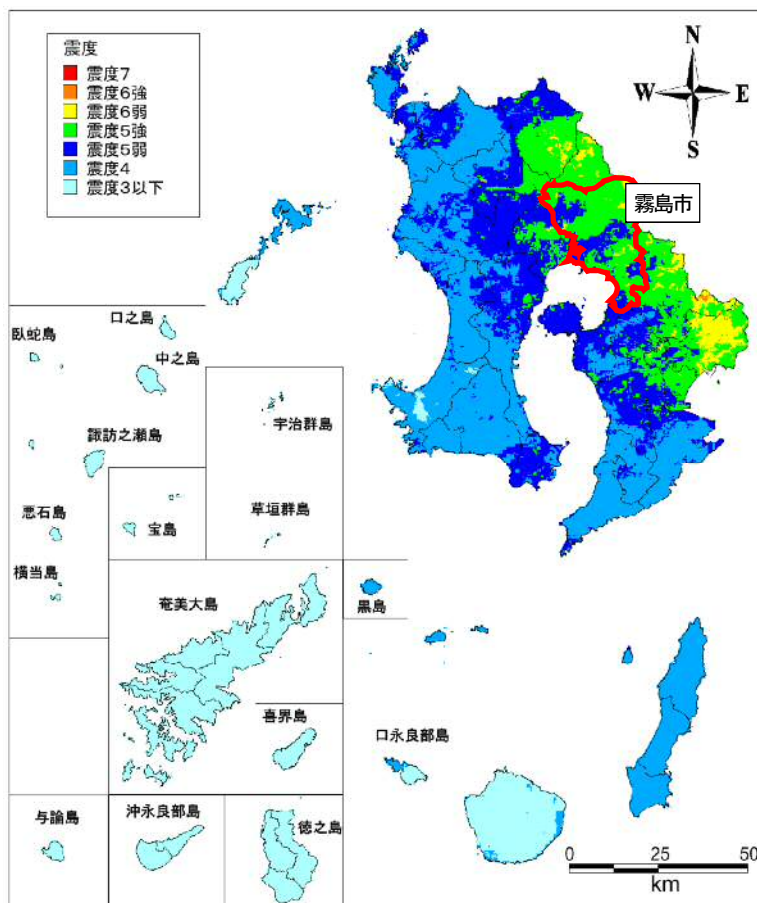 震度
震度7
震度6強
震度6弱
震度5強
震度5弱
震度4
震度3以下
N
W
E
S
霧島市
口之島
臥蛇島
中之島
宇治群島
諏訪之瀬島
悪石島
宝島
草垣群島
横当島
奄美大島
黒島
喜界島
口永良部島
与論島
沖永良部島
徳之島
0 25 50
km